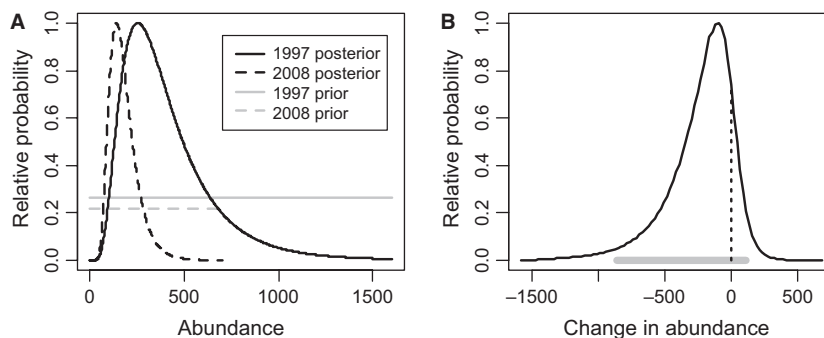 A
Relative probability
0.0 0.2 0.4 0.6 0.8 1.0
1997 posterior
2008 posterior
1997 prior
2008 prior
0 500 1000 1500
Abundance
B
Relative probability
0.0 0.2 0.4 0.6 0.8 1.0
−1500 −500 0 500
Change in abundance